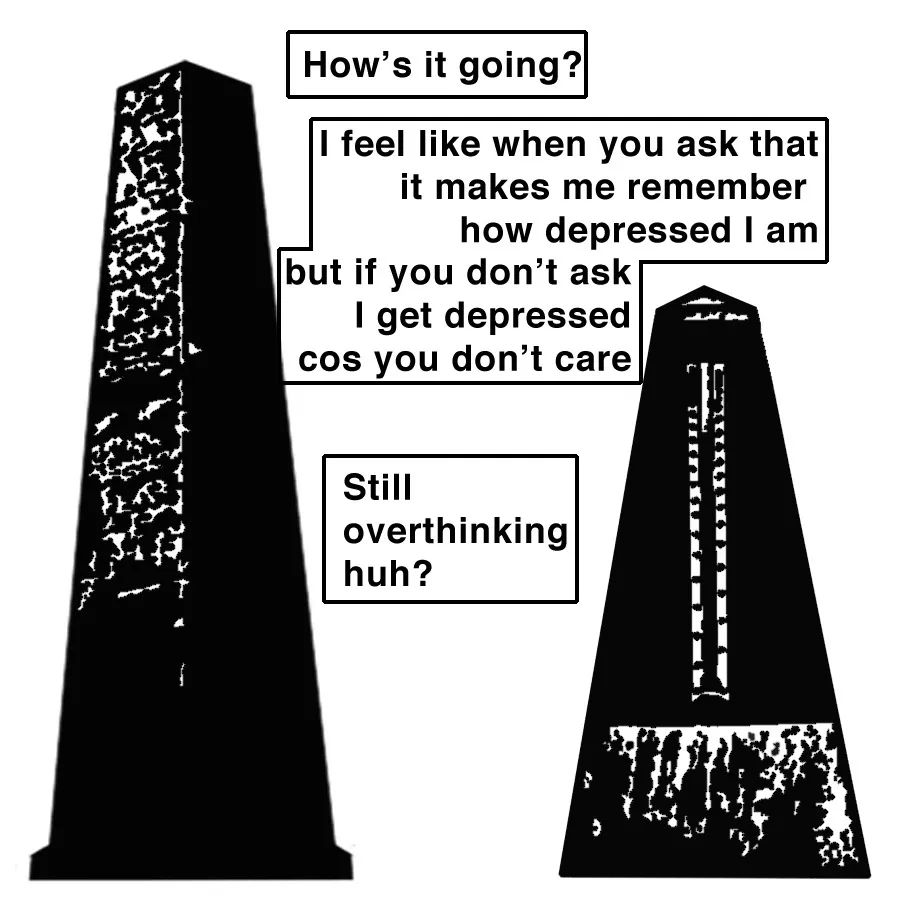 How’s it going?
I feel like when you ask that
it makes me remember
how depressed I am
but if you don’t ask
I get depressed
cos you don’t care
Still
overthinking
huh?